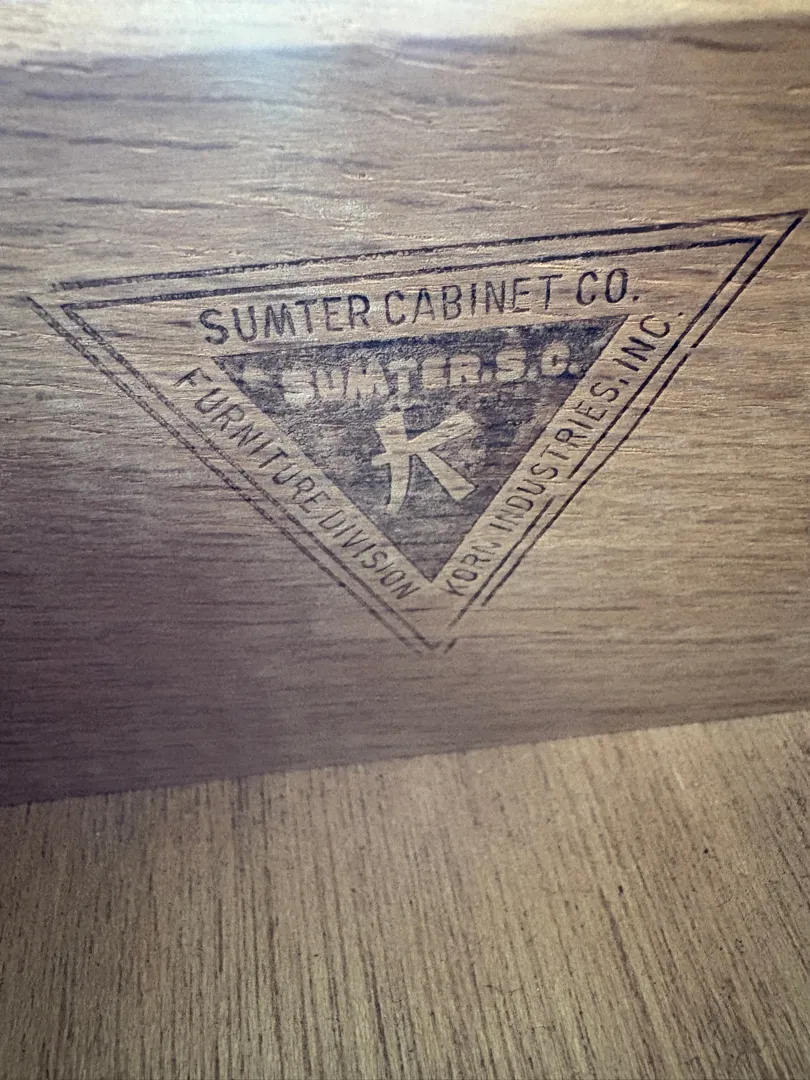 SUMTER CABINET CO.
SUMTER, S.C.
K
FURNITURE DIVISION
KORN INDUSTRIES, INC.